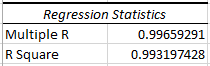 Regression Statistics
Multiple R 0.99659291
R Square 0.993197428